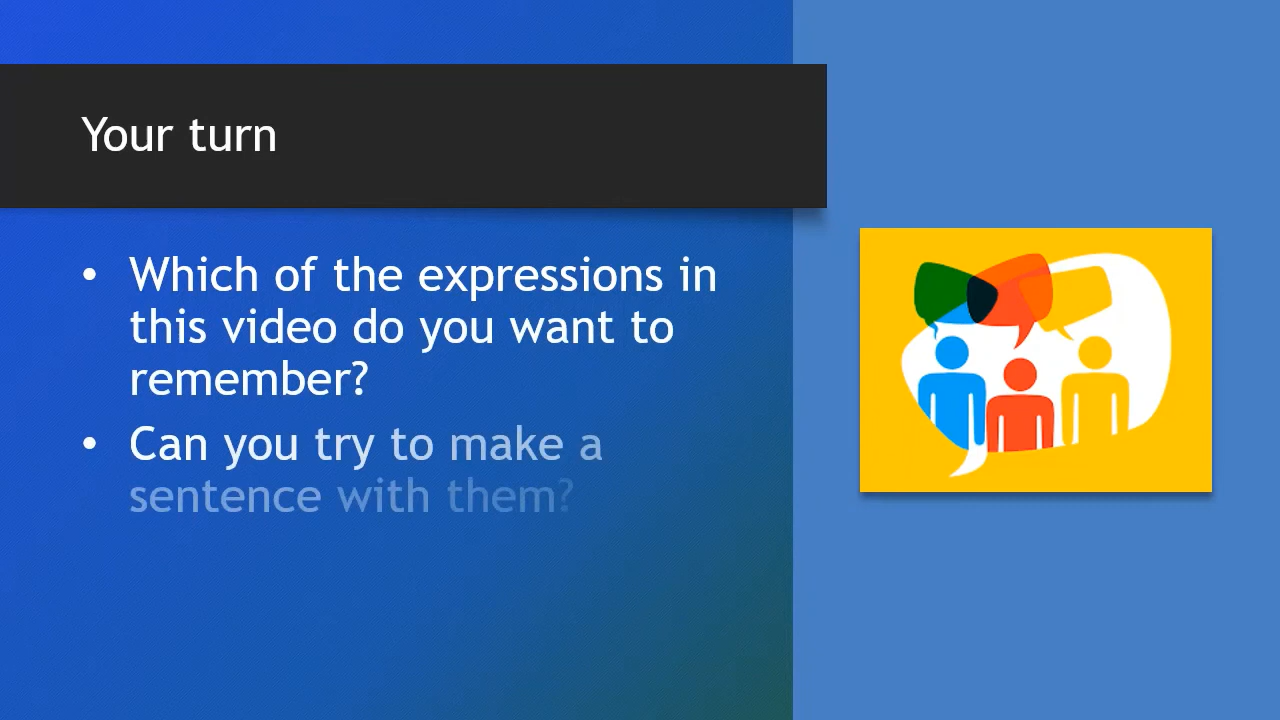 Your turn
• Which of the expressions in
this video do you want to
remember?
• Can you try to make a
sentence with them?